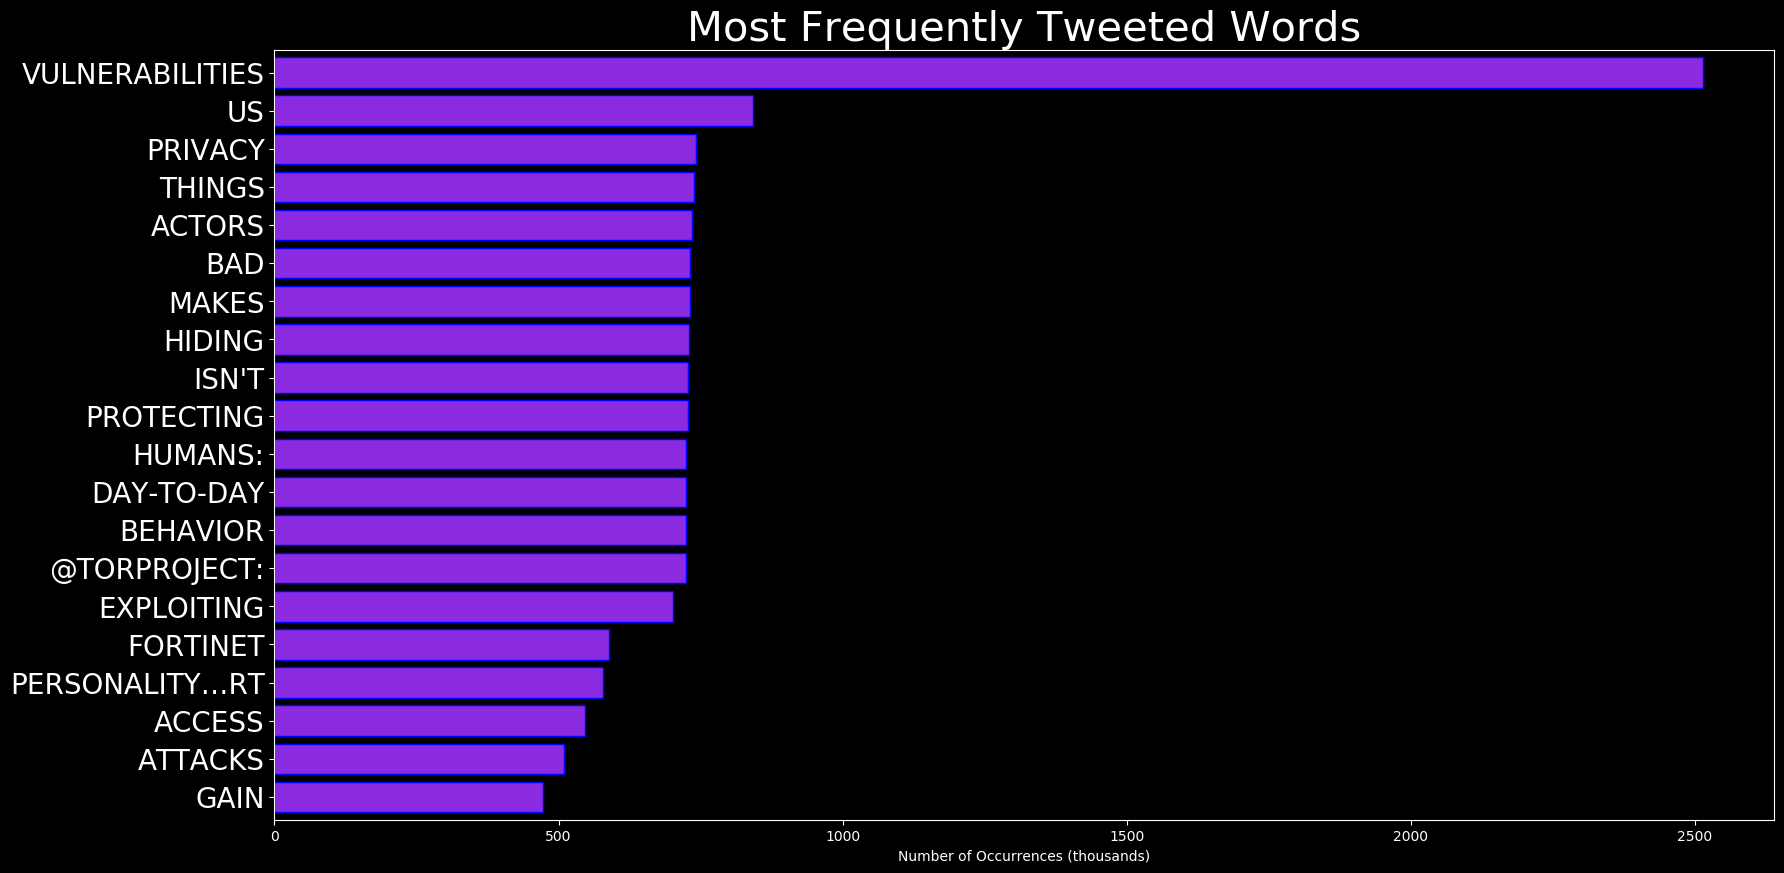 Most Frequently Tweeted Words
VULNERABILITIES
US
PRIVACY
THINGS
ACTORS
BAD
MAKES
HIDING
ISN'T
PROTECTING
HUMANS:
DAY-TO-DAY
BEHAVIOR
@TORPROJECT:
EXPLOITING
FORTINET
PERSONALITY…RT
ACCESS
ATTACKS
GAIN
0 500 1000 1500 2000 2500
Number of Occurrences (thousands)